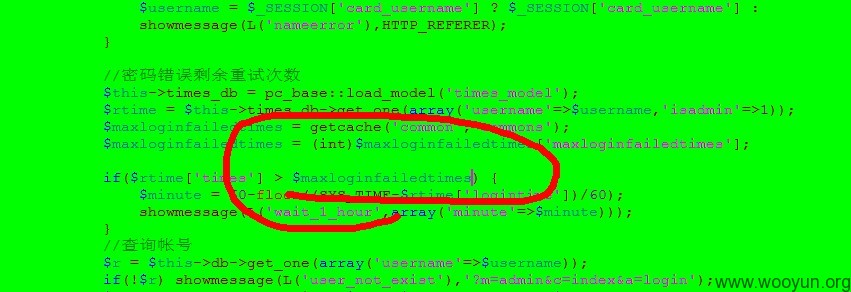 $username = $_SESSION['card_username'] ? $_SESSION['card_username'] :
showmessage(L('nameerror'),HTTP_REFERER);
}
//密码错误剩余重试次数
$this->times_db = pc_base::load_model('times_model');
$rtime = $this->times_db->get_one(array('username'=>$username,'isadmin'=>1));
$maxloginfailedtimes = getcache('common','commons');
$maxloginfailedtimes = (int)$maxloginfailedtimes['maxloginfailedtimes'];
if($rtime['times'] > $maxloginfailedtimes) {
$minute = 60-floor((SYS_TIME-$rtime['logintime'])/60);
showmessage(L('wait_1_hour',array('minute'=>$minute)));
}
//查询帐号
$r = $this->db->get_one(array('username'=>$username));
if(!$r) showmessage(L('user_not_exist'),'?m=admin&c=index&a=login');
www.wooyun.org